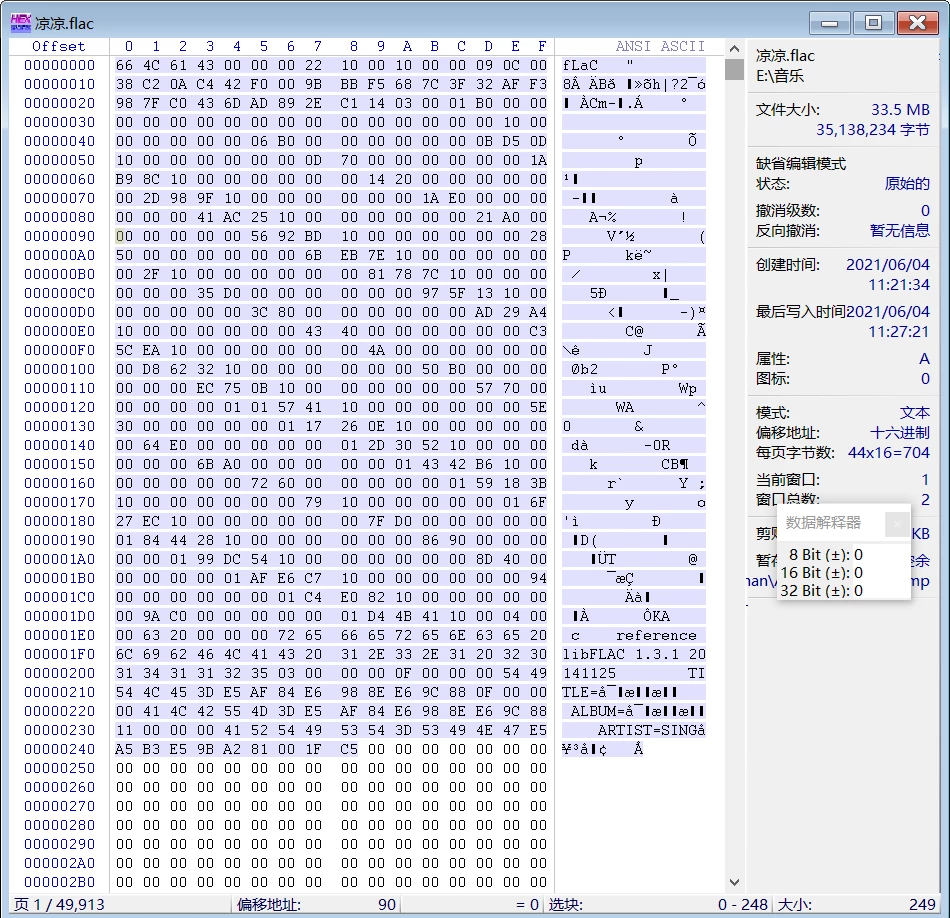 凉凉.flac
Offset 0 1 2 3 4 5 6 7 8 9 A B C D E F ANSI ASCII
00000000 66 4C 61 43 00 00 00 22 10 00 10 00 00 09 0C 00 fLaC "
00000010 38 C2 0A C4 42 F0 00 9B BB F5 68 7C 3F 32 AF F3 8Â ÄBð ›»õh|?2¯ó
00000020 98 7F C0 43 6D AD 89 2E C1 14 03 00 01 B0 00 00
00000030 00 00 00 00 00 00 00 00 00 00 00 00 00 00 10 00
00000040 00 00 00 00 00 06 B0 00 00 00 00 00 00 0B D5 0D ° Õ
00000050 10 00 00 00 00 00 00 0D 70 00 00 00 00 00 00 1A p
00000060 B9 8C 10 00 00 00 00 00 00 14 20 00 00 00 00 00
00000070 00 2D 98 9F 10 00 00 00 00 00 00 1A E0 00 00 00
00000080 00 00 00 41 AC 25 10 00 00 00 00 00 00 21 A0 00 A¬% !
00000090 00 00 00 00 00 56 92 BD 10 00 00 00 00 00 00 28
000000A0 50 00 00 00 00 00 00 6B EB 7E 10 00 00 00 00 00 P kë~
000000B0 00 2F 10 00 00 00 00 00 00 81 78 7C 10 00 00 00 / x|
000000C0 00 00 00 35 D0 00 00 00 00 00 00 97 5F 13 10 00
000000D0 00 00 00 00 00 3C 80 00 00 00 00 00 00 AD 29 A4
000000E0 10 00 00 00 00 00 00 43 40 00 00 00 00 00 00 C3 C@ Ã
000000F0 5C EA 10 00 00 00 00 00 00 4A 00 00 00 00 00 00 \ê J
00000100 00 D8 62 32 10 00 00 00 00 00 00 50 B0 00 00 00 Øb2 P°
00000110 00 00 00 EC 75 0B 10 00 00 00 00 00 00 57 70 00 ìu Wp
00000120 00 00 00 00 01 01 57 41 10 00 00 00 00 00 00 5E WA ^
00000130 30 00 00 00 00 00 01 17 26 0E 10 00 00 00 00 00 0 &
00000140 00 64 E0 00 00 00 00 00 01 2D 30 52 10 00 00 00 dà -0R
00000150 00 00 00 6B A0 00 00 00 00 00 01 43 42 B6 10 00 k CB¶
00000160 00 00 00 00 00 72 60 00 00 00 00 00 01 59 18 3B r` Y ;
00000170 10 00 00 00 00 00 00 79 10 00 00 00 00 00 01 6F y o
00000180 27 EC 10 00 00 00 00 00 00 7F D0 00 00 00 00 00 'ì Ð
00000190 01 84 44 28 10 00 00 00 00 00 00 86 90 00 00 00
000001A0 00 00 01 99 DC 54 10 00 00 00 00 00 00 8D 40 00
000001B0 00 00 00 00 01 AF E6 C7 10 00 00 00 00 00 00 94
000001C0 00 00 00 00 00 00 01 C4 E0 82 10 00 00 00 00 00
000001D0 00 9A C0 00 00 00 00 00 01 D4 4B 41 10 00 04 00
000001E0 00 63 20 00 00 00 72 65 66 65 72 65 6E 63 65 20 c reference
000001F0 6C 69 62 46 4C 41 43 20 31 2E 33 2E 31 20 32 30 libFLAC 1.3.1 20
00000200 31 34 31 31 32 35 03 00 00 00 0F 00 00 00 54 49 141125 TI
00000210 54 4C 45 3D E5 AF 84 E6 98 8E E6 9C 88 0F 00 00
00000220 00 41 4C 42 55 4D 3D E5 AF 84 E6 98 8E E6 9C 88
00000230 11 00 00 00 41 52 54 49 53 54 3D 53 49 4E 47 E5 ARTIST=SINGå
00000240 A5 B3 E5 9B A2 81 00 1F C5 00 00 00 00 00 00 00
00000250 00 00 00 00 00 00 00 00 00 00 00 00 00 00 00 00
00000260 00 00 00 00 00 00 00 00 00 00 00 00 00 00 00 00
00000270 00 00 00 00 00 00 00 00 00 00 00 00 00 00 00 00
00000280 00 00 00 00 00 00 00 00 00 00 00 00 00 00 00 00
00000290 00 00 00 00 00 00 00 00 00 00 00 00 00 00 00 00
000002A0 00 00 00 00 00 00 00 00 00 00 00 00 00 00 00 00
000002B0 00 00 00 00 00 00 00 00 00 00 00 00 00 00 00 00
凉凉.flac
E:\音乐
文件大小: 33.5 MB
35,138,234 字节
缺省编辑模式
状态: 原始的
撤消级数: 0
反向撤消: 暂无信息
创建时间: 2021/06/04
11:21:34
最后写入时间2021/06/04
11:27:21
属性: A
图标: 0
模式: 文本
偏移地址: 十六进制
每页字节数: 44x16=704
当前窗口: 1
窗口总数: 2
数据解释器
8 Bit (±): 0
16 Bit (±): 0
32 Bit (±): 0
页 1 / 49,913 偏移地址: 90 = 0 选块: 0 - 248 大小: 249